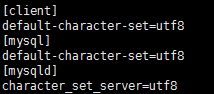 [client]
default-character-set=utf8
[mysql]
default-character-set=utf8
[mysqld]
character_set_server=utf8